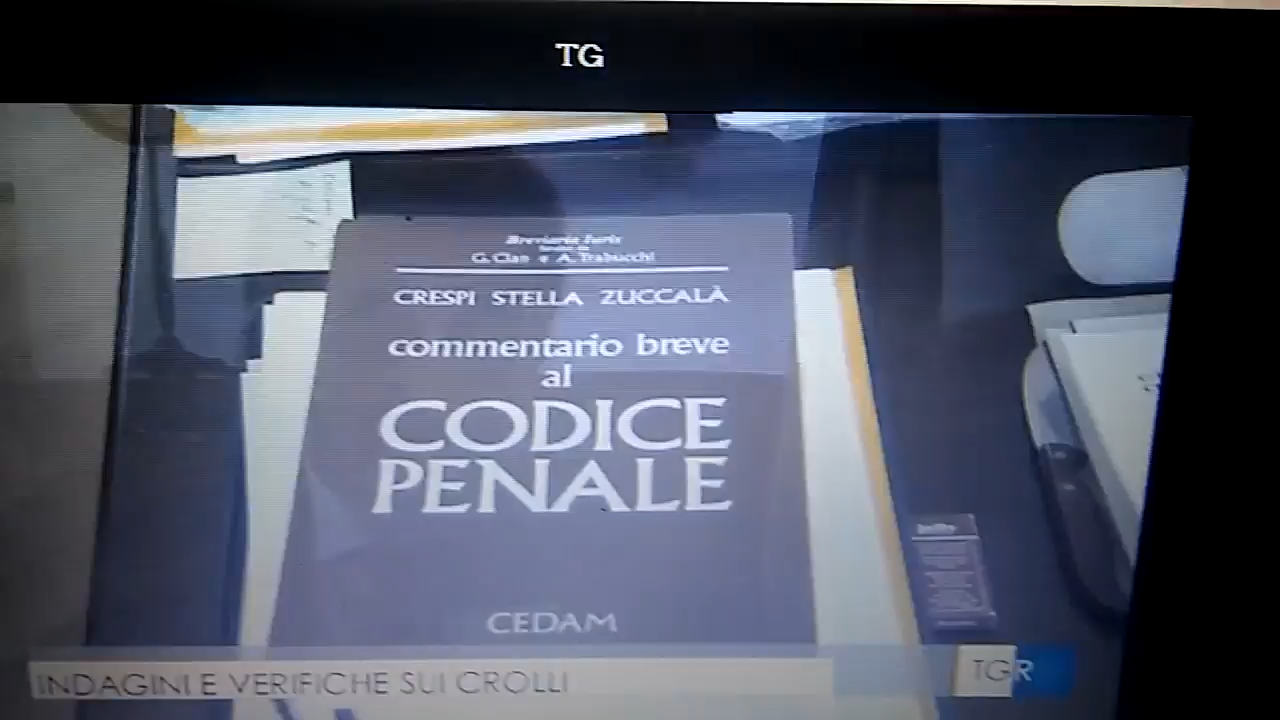 TG
Breviaria Iuris
G. Cian e A. Trabucchi
CRESPI STELLA ZUCCALÀ
commentario breve
al
CODICE
PENALE
CEDAM
INDAGINI E VERIFICHE SUI CROLLI
TGR